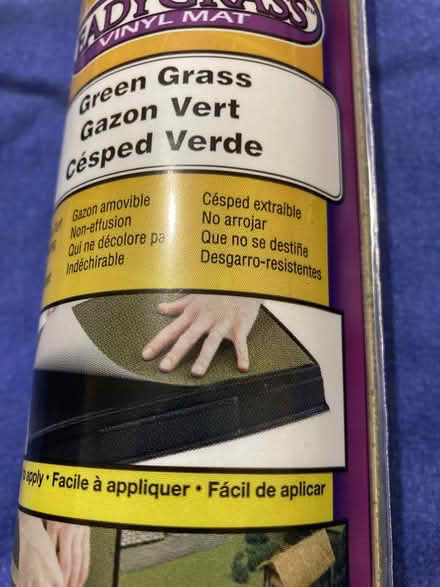 VINYL MAT
Green Grass
Gazon Vert
Césped Verde
Gazon amovible
Non-effusion
Qui ne décolore pa
Indéchirable
Césped extraíble
No arrojar
Que no se destiñe
Desgarro-resistentes
apply • Facile à appliquer • Fácil de aplicar